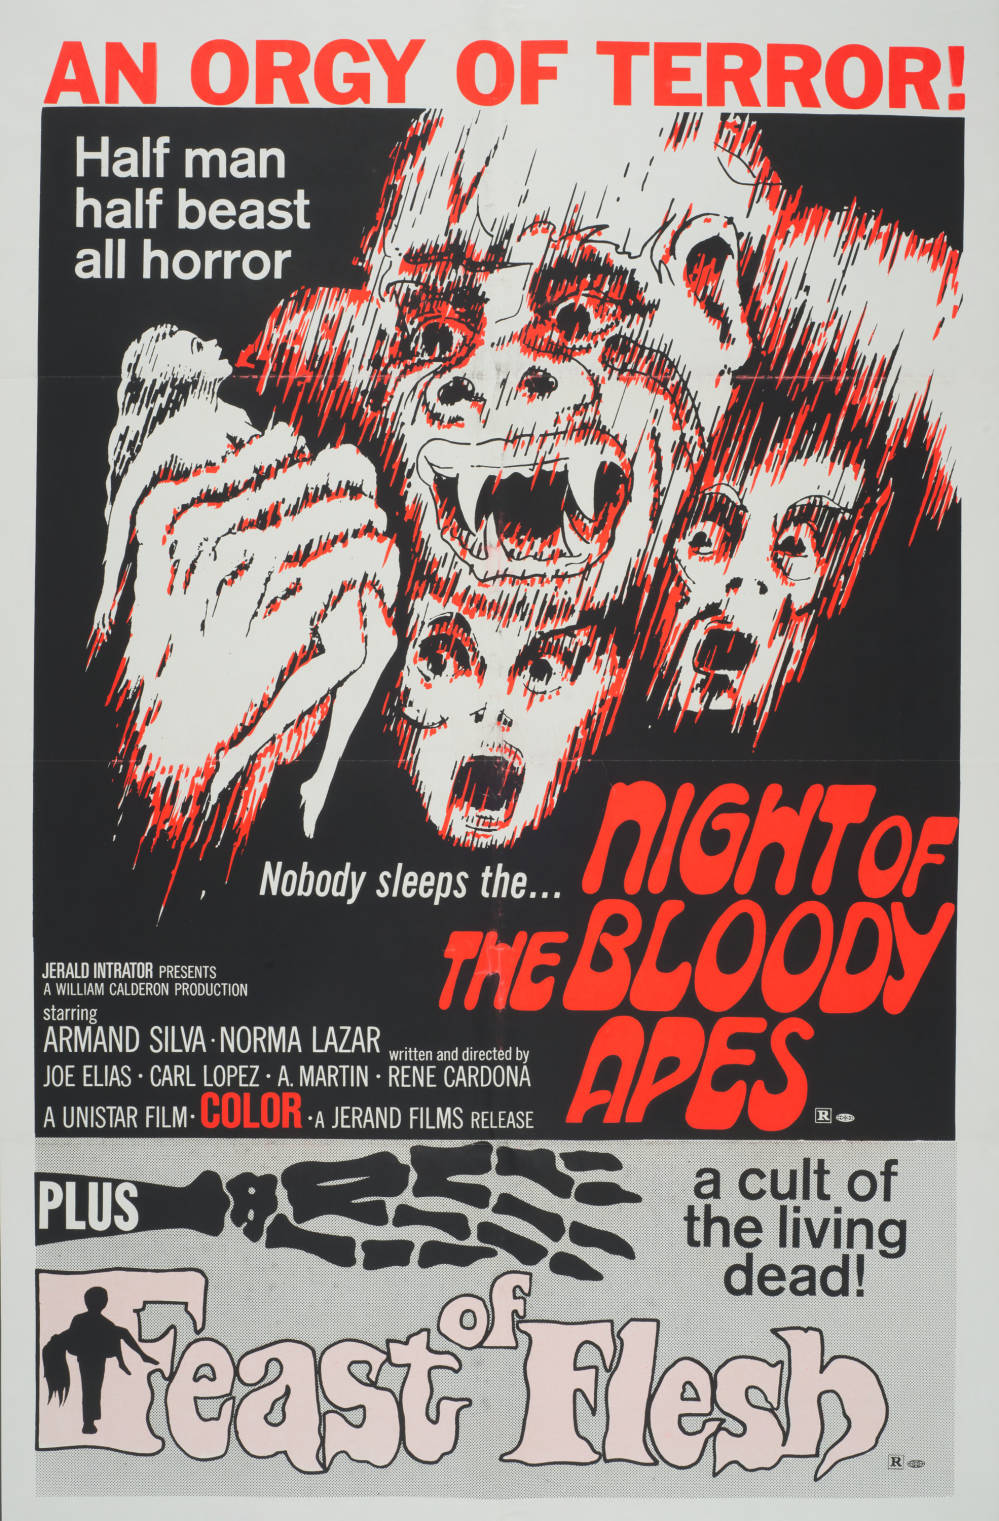 AN ORGY OF TERROR!
Half man
half beast
all horror
Nobody sleeps the...
NIGHT OF
THE BLOODY
APES
JERALD INTRATOR PRESENTS
A WILLIAM CALDERON PRODUCTION
starring
ARMAND SILVA · NORMA LAZAR
JOE ELIAS · CARL LOPEZ · A. MARTIN ·
written and directed by
RENE CARDONA
A UNISTAR FILM · COLOR · A JERAND FILMS RELEASE
R
PLUS
a cult of
the living
dead!
Feast of Flesh
R